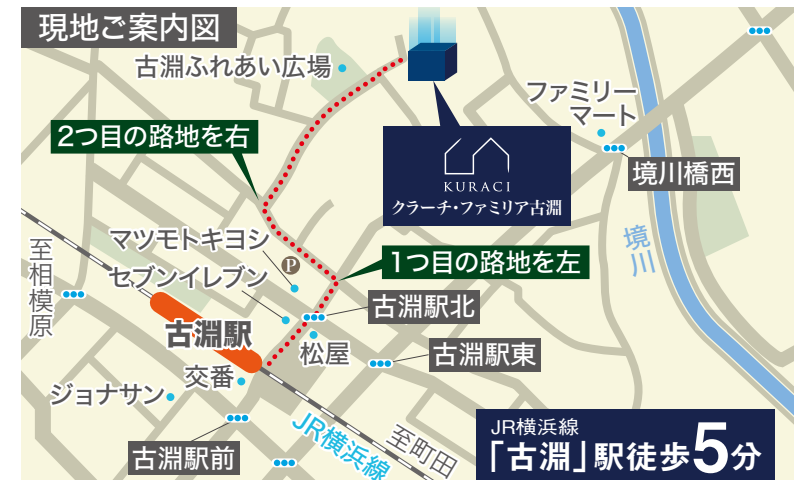 現地ご案内図
古淵ふれあい広場
ファミリー
マート
2つ目の路地を右
境川橋西
KURACI
クラーチ・ファミリア古淵
マツモトキヨシ
P
セブンイレブン
1つ目の路地を左
境川
至相模原
古淵駅北
古淵駅
松屋
古淵駅東
交番
ジョナサン
JR横浜線
至町田
古淵駅前
JR横浜線
「古淵」駅徒歩5分